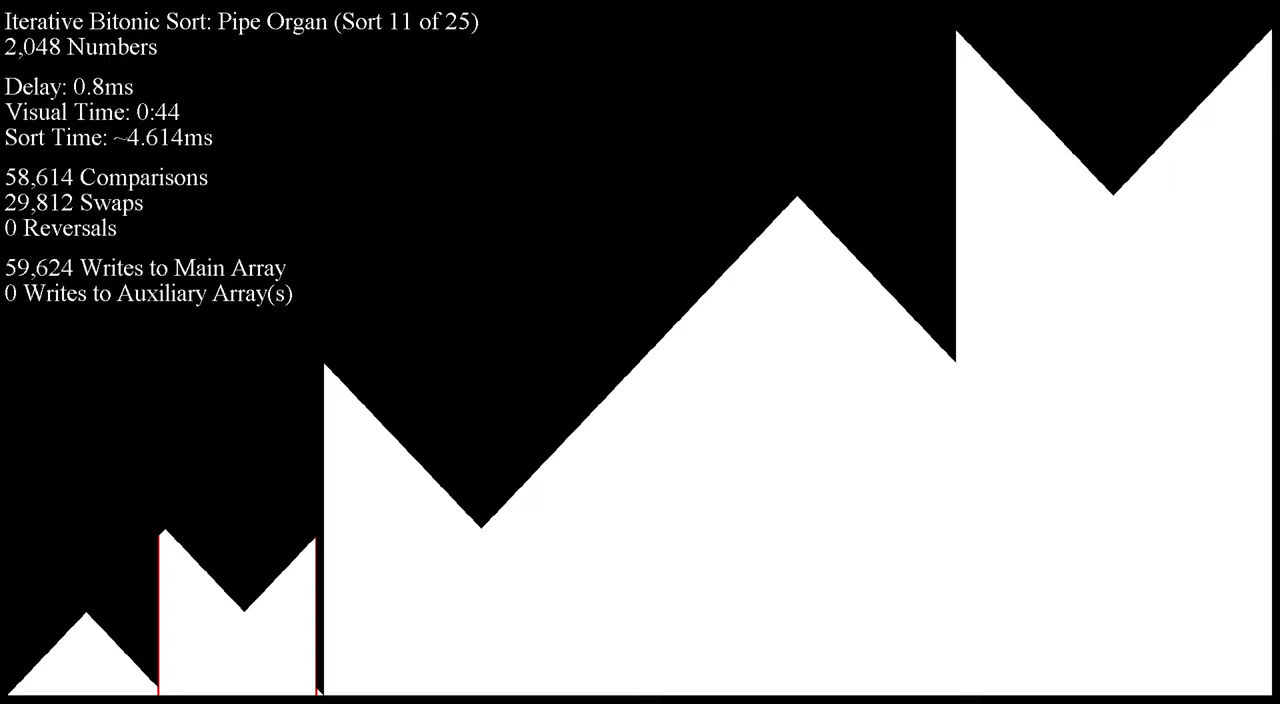 Iterative Bitonic Sort: Pipe Organ (Sort 11 of 25)
2,048 Numbers
Delay: 0.8ms
Visual Time: 0:44
Sort Time: ~4.614ms
58,614 Comparisons
29,812 Swaps
0 Reversals
59,624 Writes to Main Array
0 Writes to Auxiliary Array(s)